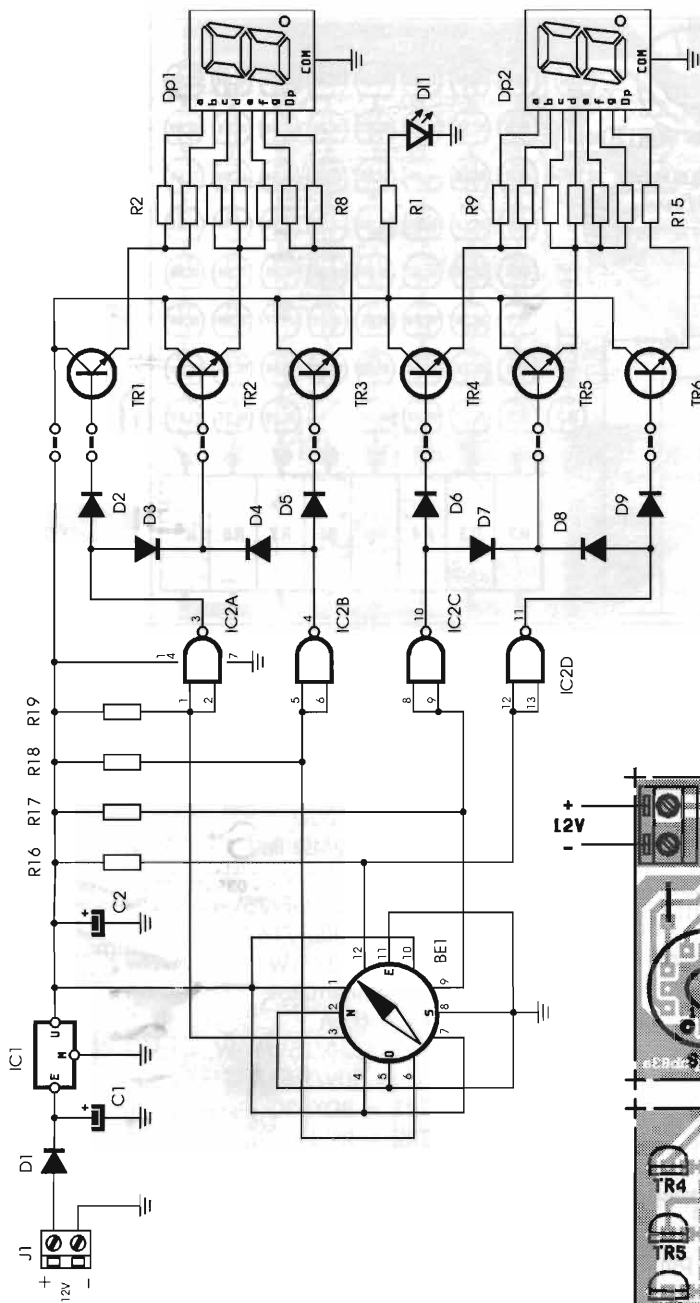 J1
+
12V
-
D1
C1
+
IC1
E
M
U
C2
+
R16
R17
R18
R19
BE1
N
S
E
O
1
2
3
4
5
6
7
8
9
10
11
12
IC2A
1
2
3
14
7
IC2B
5
6
4
IC2C
8
9
10
IC2D
12
13
11
D2
D3
D4
D5
D6
D7
D8
D9
TR1
TR2
TR3
TR4
TR5
TR6
R2
R8
R1
R9
R15
Dl1
Dp1
a
b
c
d
e
f
g
Dp
COM
Dp2
a
b
c
d
e
f
g
Dp
COM
+
12V
-
TR4
TR5